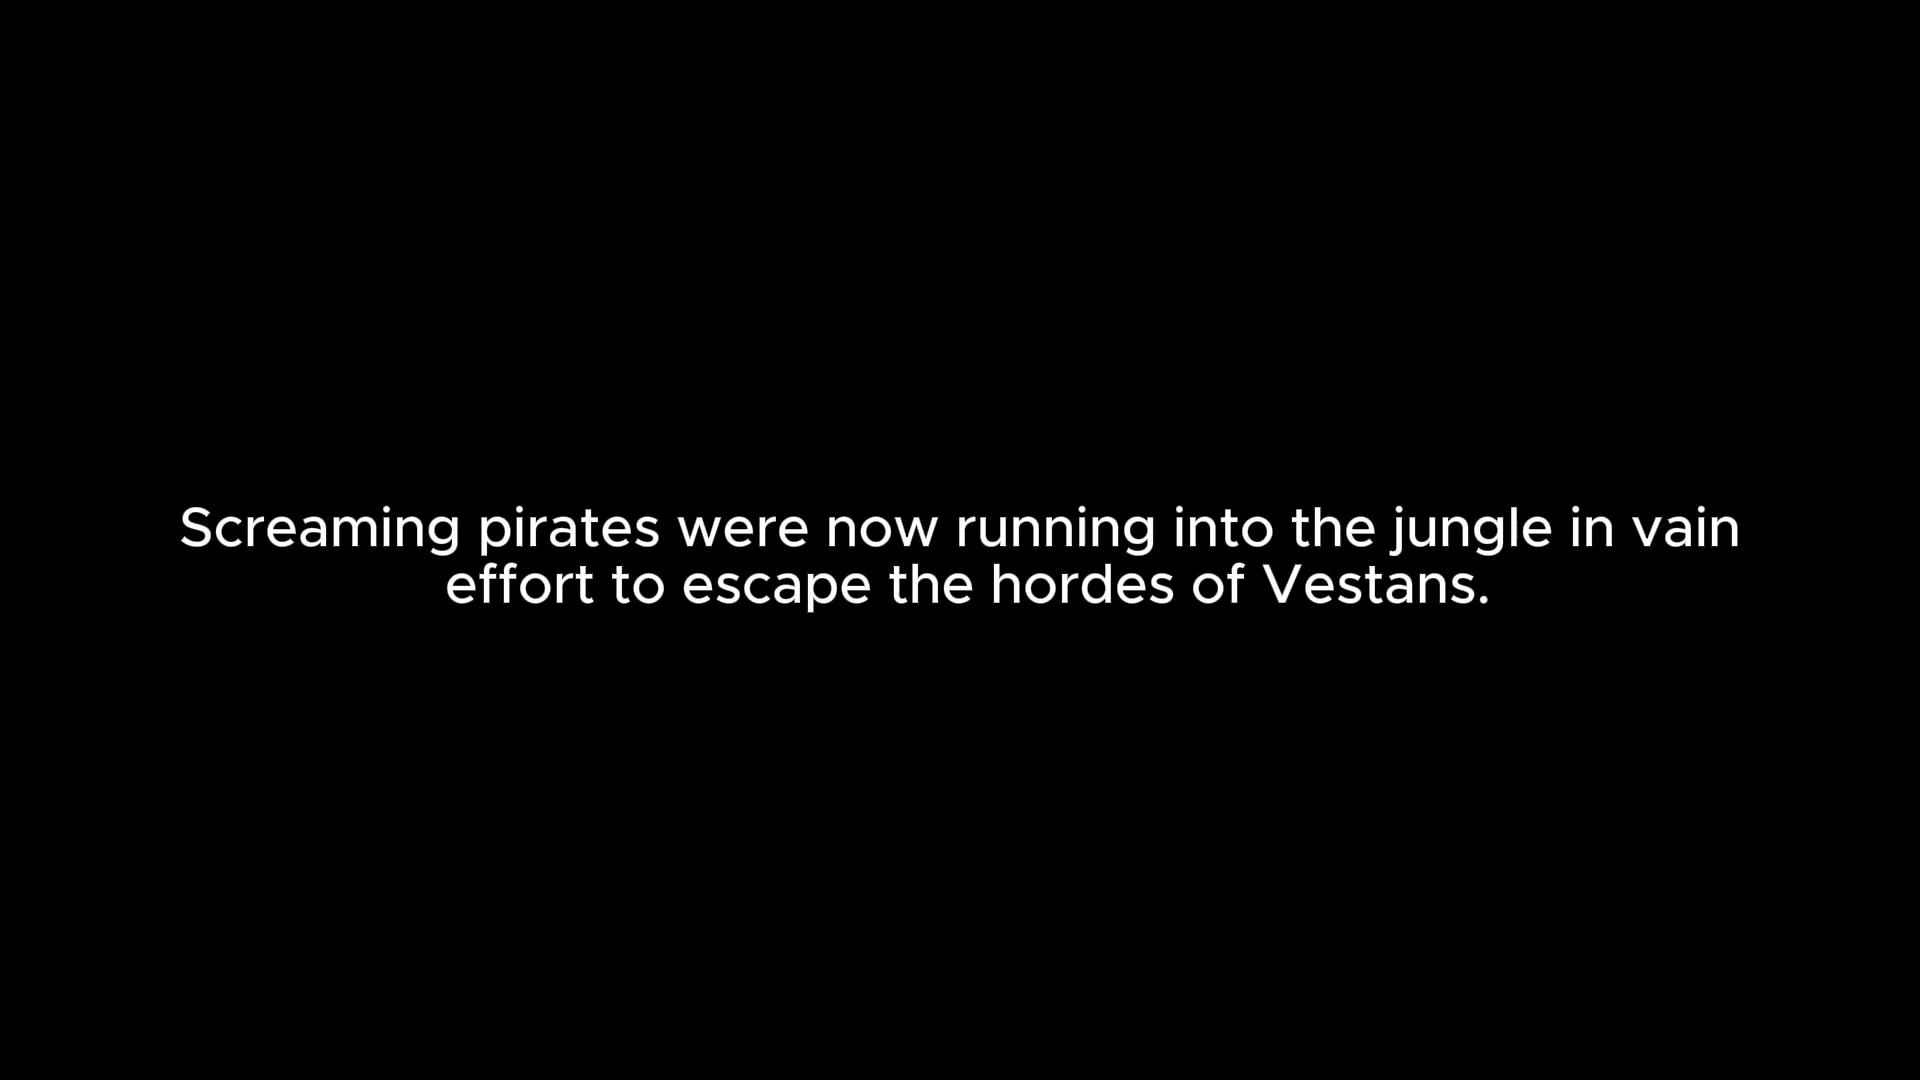 Screaming pirates were now running into the jungle in vain
effort to escape the hordes of Vestans.